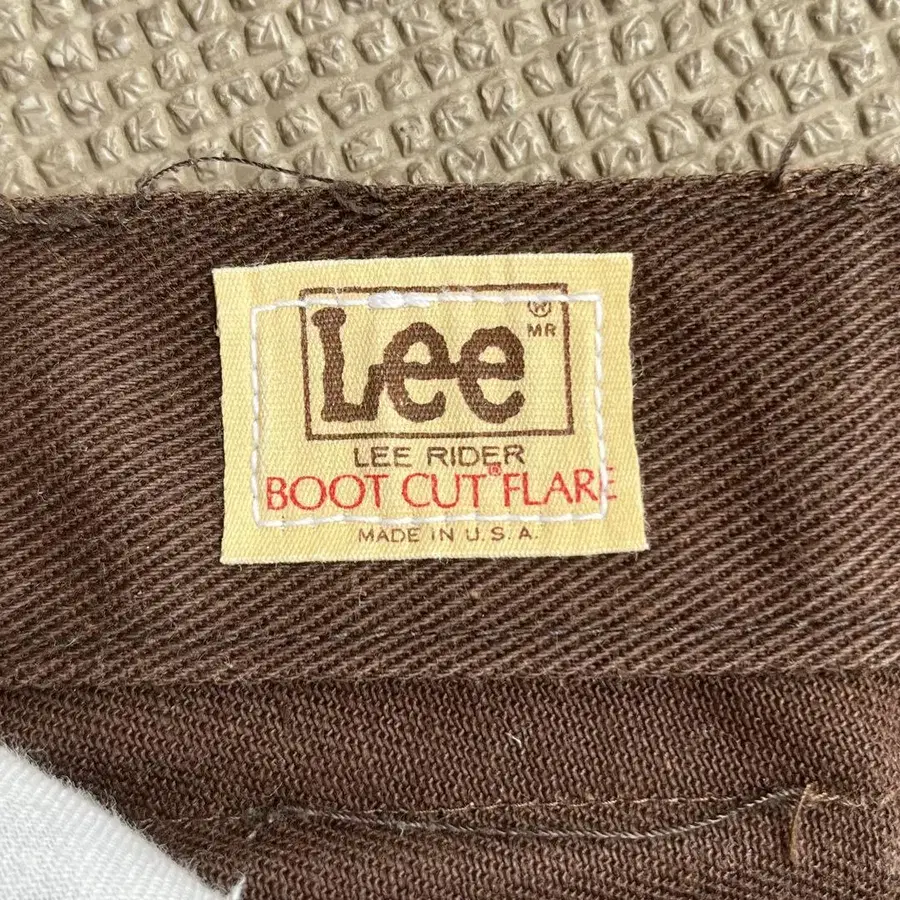 Lee ®
MR
LEE RIDER
BOOT CUT® FLARE
MADE IN U.S.A.